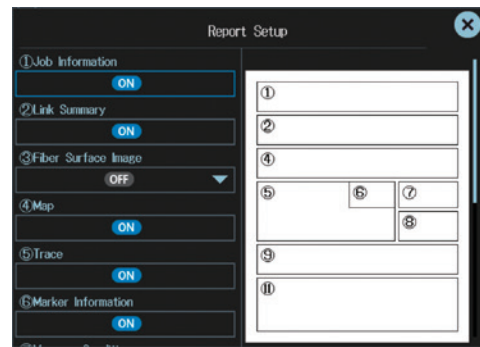 Report Setup
①Job Information
ON
②Link Summary
ON
③Fiber Surface Image
OFF
④Map
ON
⑤Trace
ON
⑥Marker Information
ON
①
②
④
⑤ ⑥ ⑦
⑧
⑨
⑪